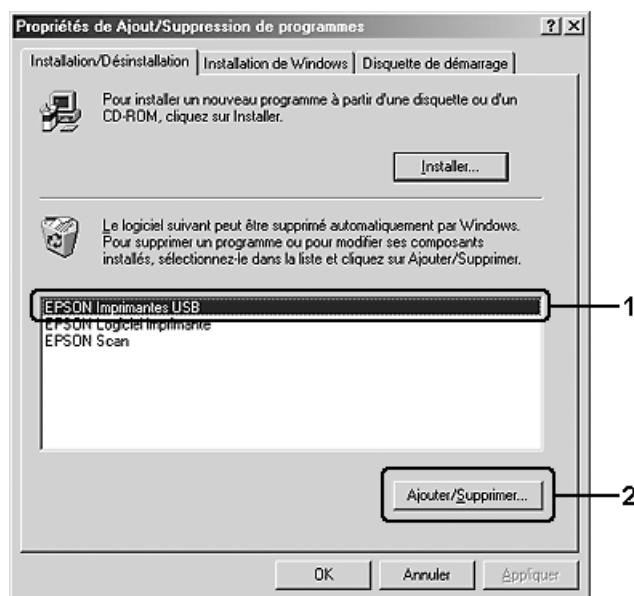 Propriétés de Ajout/Suppression de programmes
Installation/Désinstallation Installation de Windows Disquette de démarrage
Pour installer un nouveau programme à partir d'une disquette ou d'un
CD-ROM, cliquez sur Installer.
Installer...
Le logiciel suivant peut être supprimé automatiquement par Windows.
Pour supprimer un programme ou pour modifier ses composants
installés, sélectionnez-le dans la liste et cliquez sur Ajouter/Supprimer.
EPSON Imprimantes USB
1
EPSON Logiciel imprimante
EPSON Scan
Ajouter/Supprimer...
2
OK Annuler Appliquer